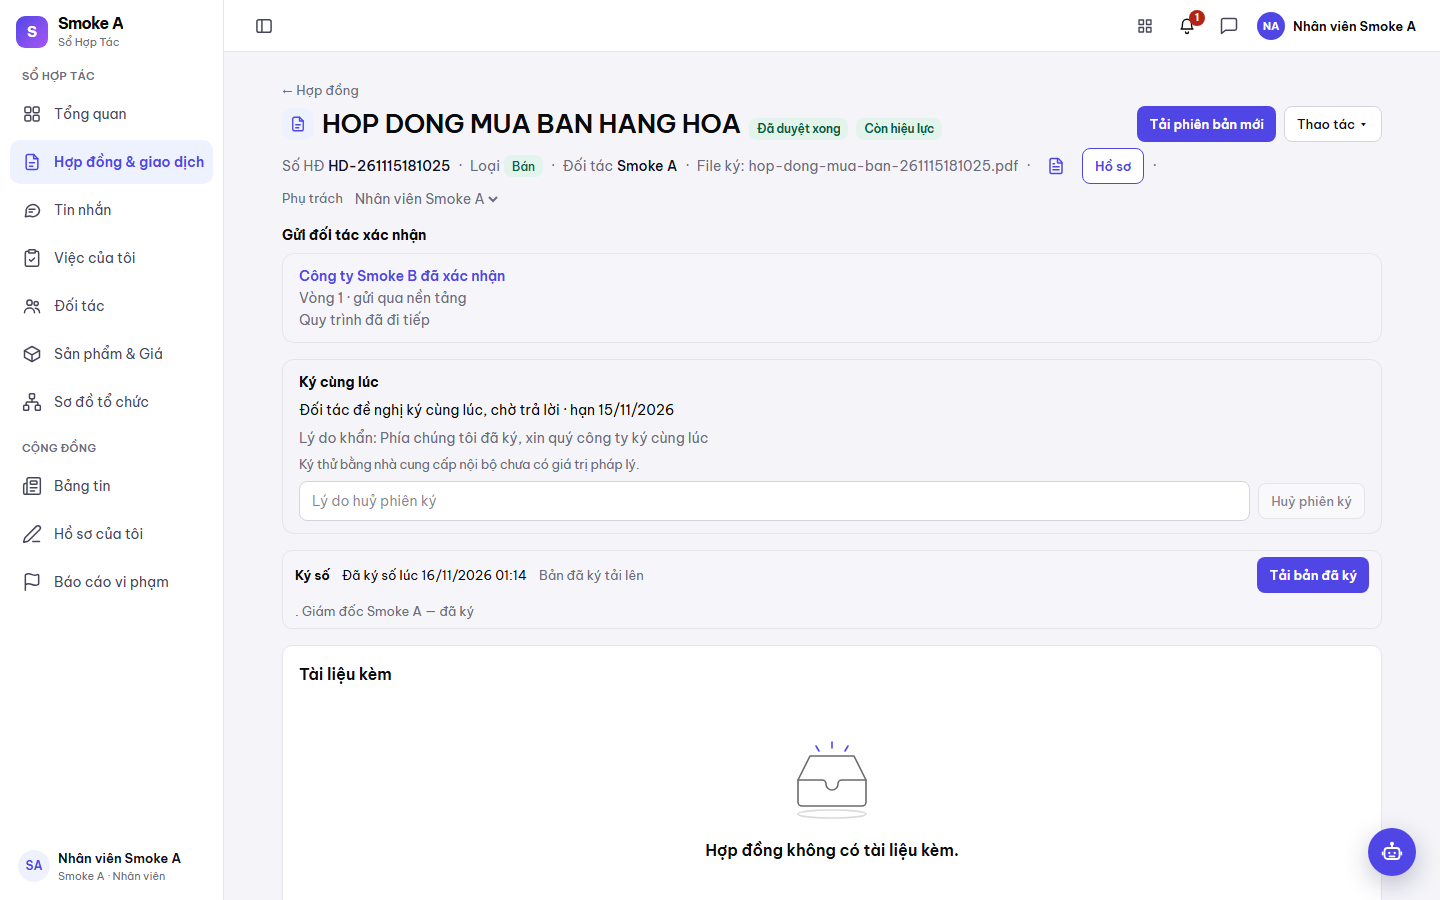 S
Smoke A
Sổ Hợp Tác
SỔ HỢP TÁC
Tổng quan
Hợp đồng & giao dịch
Tin nhắn
Việc của tôi
Đối tác
Sản phẩm & Giá
Sơ đồ tổ chức
CỘNG ĐỒNG
Bảng tin
Hồ sơ của tôi
Báo cáo vi phạm
SA
Nhân viên Smoke A
Smoke A · Nhân viên
1
NA Nhân viên Smoke A
← Hợp đồng
HOP DONG MUA BAN HANG HOA Đã duyệt xong Còn hiệu lực
Tải phiên bản mới Thao tác
Số HĐ HD-261115181025 · Loại Bán · Đối tác Smoke A · File ký: hop-dong-mua-ban-261115181025.pdf · Hồ sơ ·
Phụ trách Nhân viên Smoke A
Gửi đối tác xác nhận
Công ty Smoke B đã xác nhận
Vòng 1 · gửi qua nền tảng
Quy trình đã đi tiếp
Ký cùng lúc
Đối tác đề nghị ký cùng lúc, chờ trả lời · hạn 15/11/2026
Lý do khẩn: Phía chúng tôi đã ký, xin quý công ty ký cùng lúc
Ký thử bằng nhà cung cấp nội bộ chưa có giá trị pháp lý.
Lý do huỷ phiên ký
Huỷ phiên ký
Ký số Đã ký số lúc 16/11/2026 01:14 Bản đã ký tải lên
Tải bản đã ký
. Giám đốc Smoke A — đã ký
Tài liệu kèm
Hợp đồng không có tài liệu kèm.